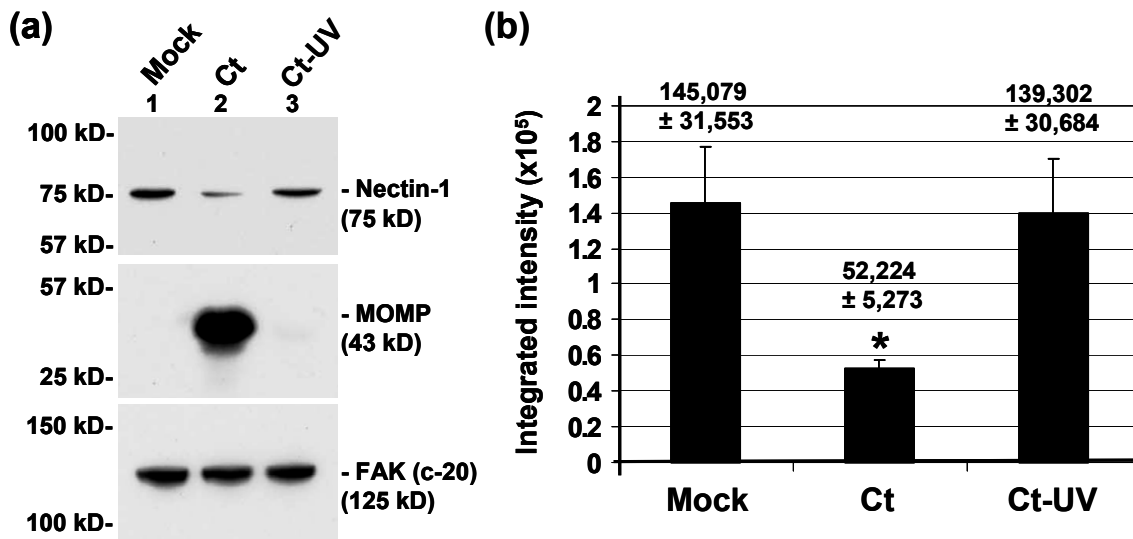 (a)
Mock
Ct
Ct-UV
1
2
3
100 kD-
75 kD-
57 kD-
- Nectin-1
(75 kD)
57 kD-
25 kD-
- MOMP
(43 kD)
150 kD-
100 kD-
- FAK (c-20)
(125 kD)
(b)
Integrated intensity (x10⁵)
2
1.8
1.6
1.4
1.2
1
0.8
0.6
0.4
0.2
0
145,079
± 31,553
52,224
± 5,273
*
139,302
± 30,684
Mock
Ct
Ct-UV